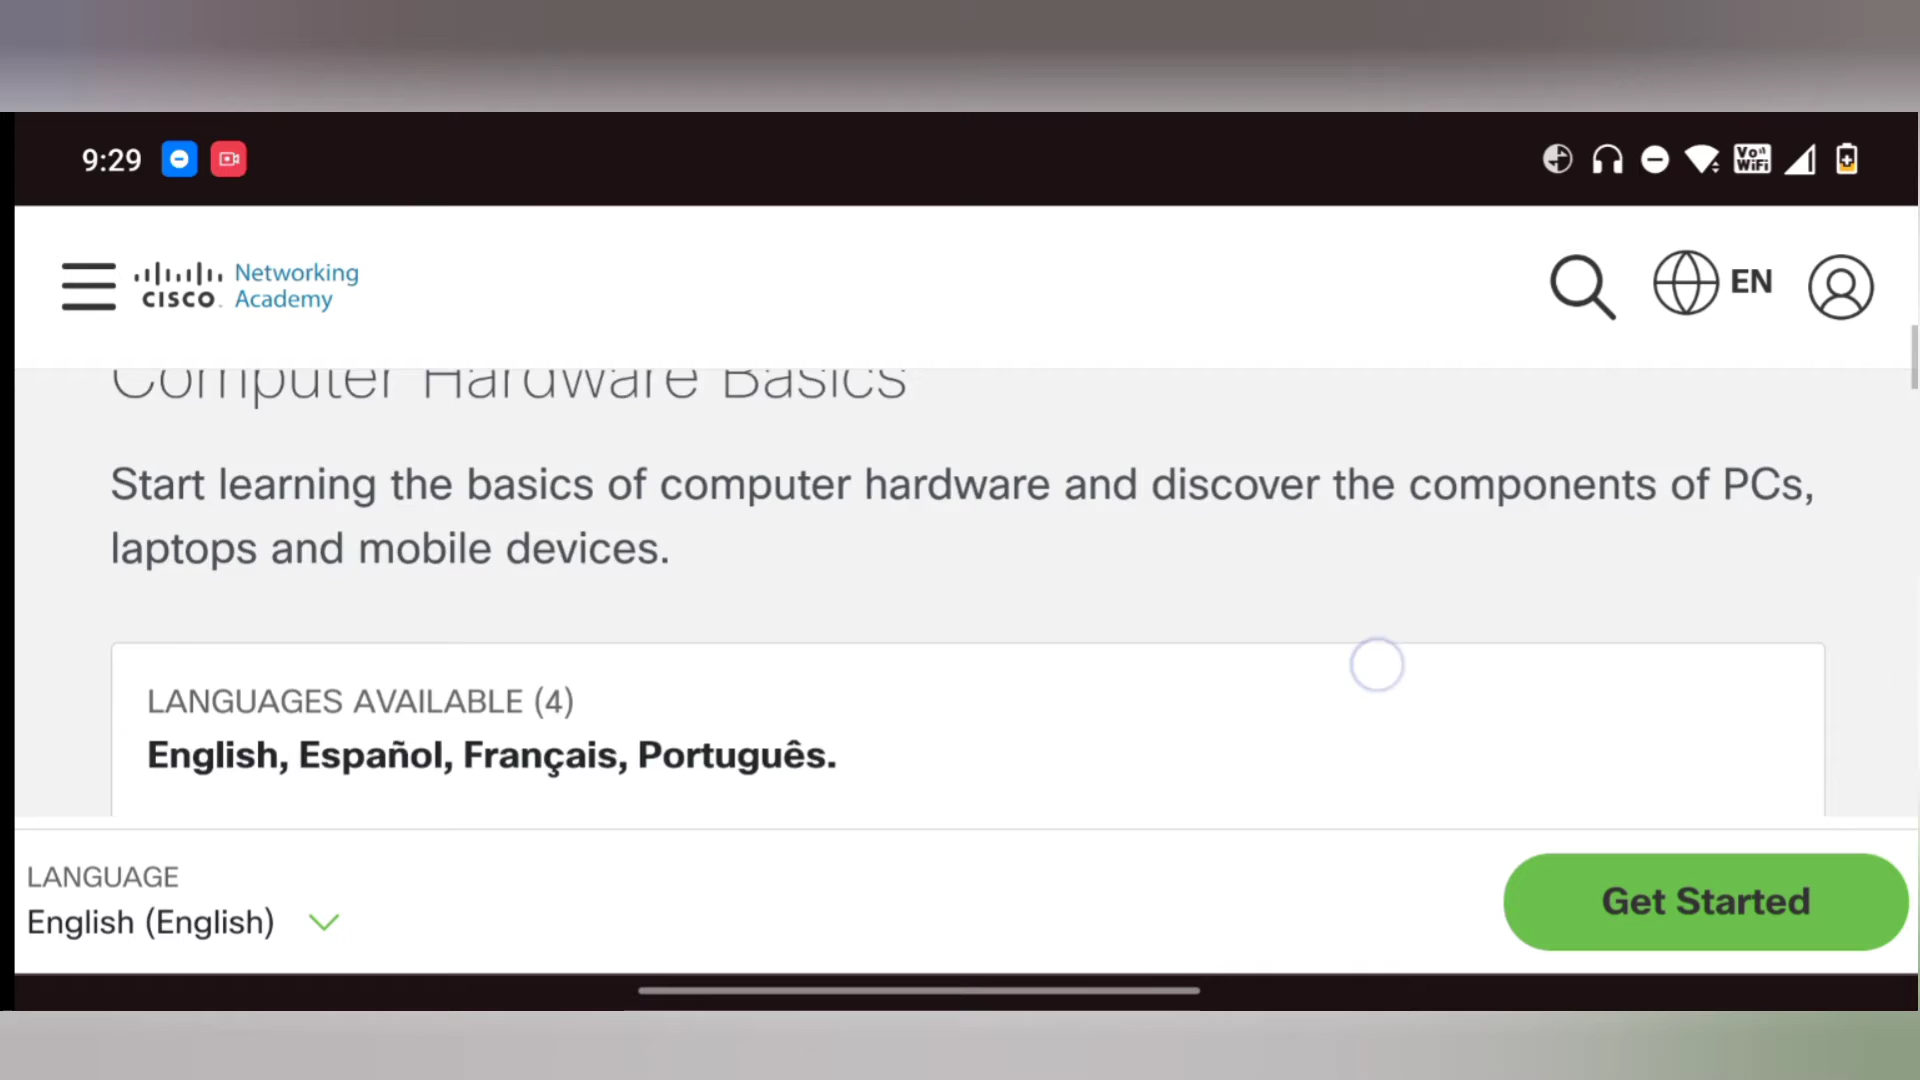 9:29
Vo
WiFi
CISCO
Networking
Academy
EN
Computer Hardware Basics
Start learning the basics of computer hardware and discover the components of PCs,
laptops and mobile devices.
LANGUAGES AVAILABLE (4)
English, Español, Français, Português.
LANGUAGE
English (English)
Get Started